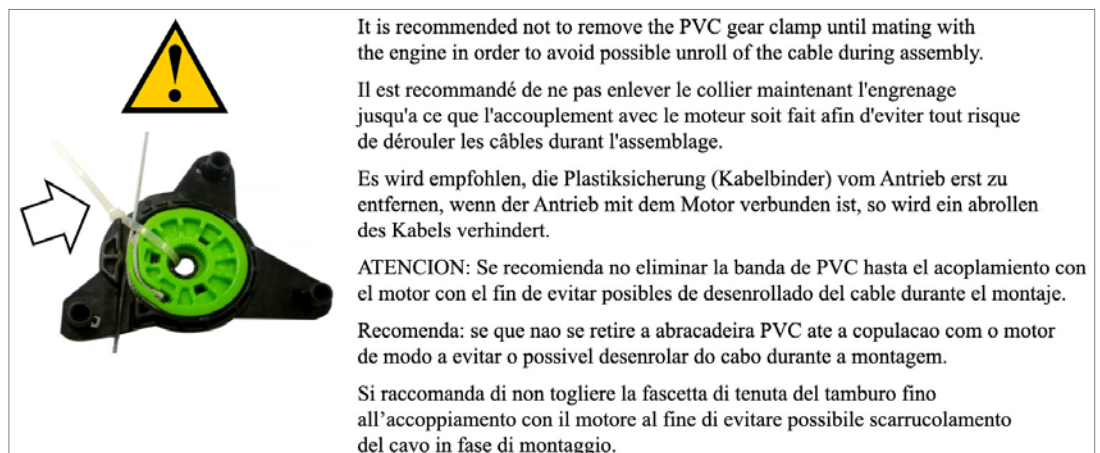 It is recommended not to remove the PVC gear clamp until mating with
the engine in order to avoid possible unroll of the cable during assembly.
Il est recommandé de ne pas enlever le collier maintenant l'engrenage
jusqu'a ce que l'accouplement avec le moteur soit fait afin d'eviter tout risque
de dérouler les câbles durant l'assemblage.
Es wird empfohlen, die Plastiksicherung (Kabelbinder) vom Antrieb erst zu
entfernen, wenn der Antrieb mit dem Motor verbunden ist, so wird ein abrollen
des Kabels verhindert.
ATENCION: Se recomienda no eliminar la banda de PVC hasta el acoplamiento con
el motor con el fin de evitar posibles de desenrollado del cable durante el montaje.
Recomenda: se que nao se retire a abracadeira PVC ate a copulacao com o motor
de modo a evitar o possivel desenrolar do cabo durante a montagem.
Si raccomanda di non togliere la fascetta di tenuta del tamburo fino
all’accoppiamento con il motore al fine di evitare possibile scarrucolamento
del cavo in fase di montaggio.